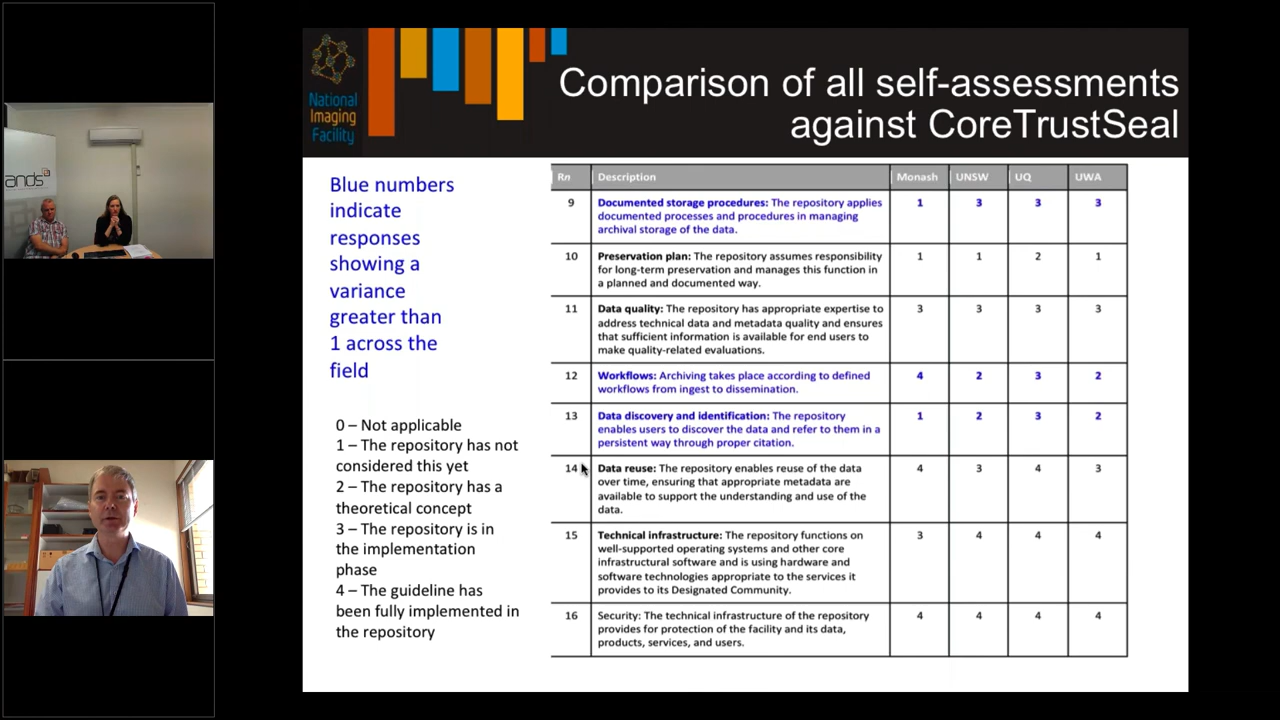 ands
National
Imaging
Facility
Comparison of all self-assessments
against CoreTrustSeal
Blue numbers
indicate
responses
showing a
variance
greater than
1 across the
field
0 – Not applicable
1 – The repository has not
considered this yet
2 – The repository has a
theoretical concept
3 – The repository is in
the implementation
phase
4 – The guideline has
been fully implemented in
the repository
Rn Description Monash UNSW UQ UWA
9 Documented storage procedures: The repository applies 1 3 3 3
documented processes and procedures in managing
archival storage of the data.
10 Preservation plan: The repository assumes responsibility 1 1 2 1
for long-term preservation and manages this function in
a planned and documented way.
11 Data quality: The repository has appropriate expertise to 3 3 3 3
address technical data and metadata quality and ensures
that sufficient information is available for end users to
make quality-related evaluations.
12 Workflows: Archiving takes place according to defined 4 2 3 2
workflows from ingest to dissemination.
13 Data discovery and identification: The repository 1 2 3 2
enables users to discover the data and refer to them in a
persistent way through proper citation.
14 Data reuse: The repository enables reuse of the data 4 3 4 3
over time, ensuring that appropriate metadata are
available to support the understanding and use of the
data.
15 Technical infrastructure: The repository functions on 3 4 4 4
well-supported operating systems and other core
infrastructural software and is using hardware and
software technologies appropriate to the services it
provides to its Designated Community.
16 Security: The technical infrastructure of the repository 4 4 4 4
provides for protection of the facility and its data,
products, services, and users.